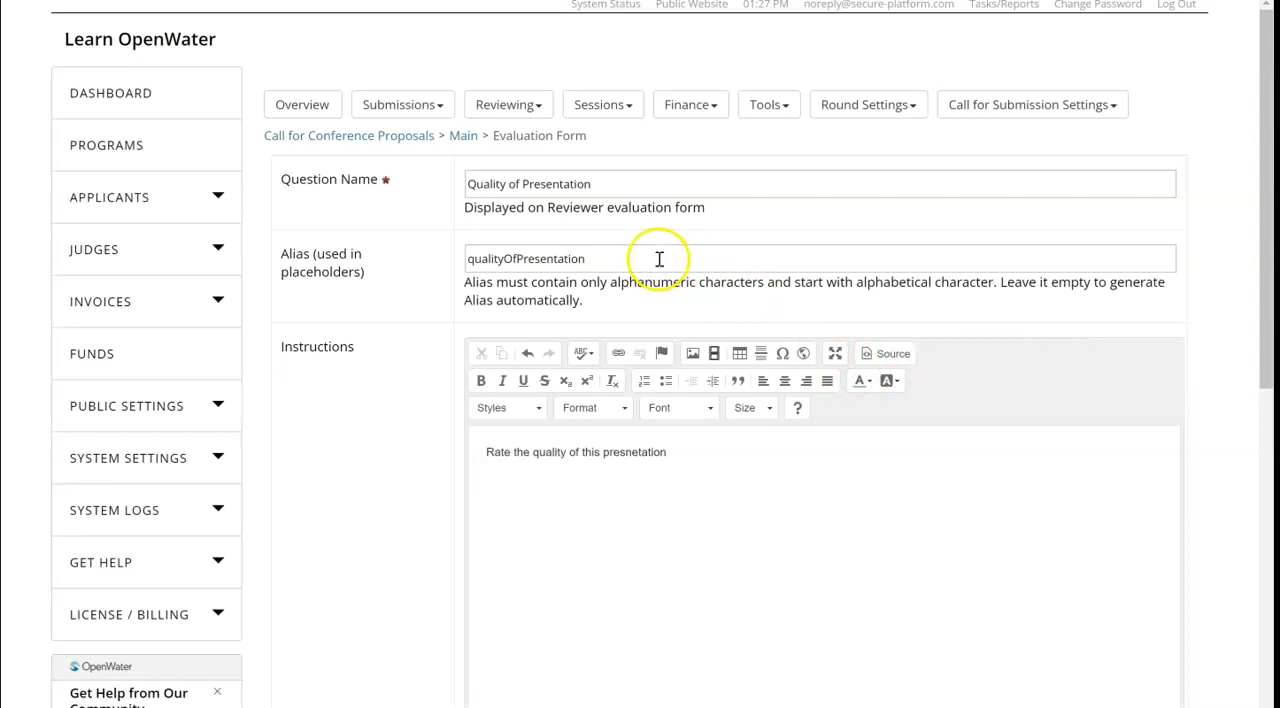 System Status Public Website 01:27 PM noreply@secure-platform.com Tasks/Reports Change Password Log Out
Learn OpenWater
DASHBOARD
PROGRAMS
APPLICANTS
JUDGES
INVOICES
FUNDS
PUBLIC SETTINGS
SYSTEM SETTINGS
SYSTEM LOGS
GET HELP
LICENSE / BILLING
OpenWater
Get Help from Our
Community
Overview Submissions Reviewing Sessions Finance Tools Round Settings Call for Submission Settings
Call for Conference Proposals > Main > Evaluation Form
Question Name * Quality of Presentation
Displayed on Reviewer evaluation form
Alias (used in
placeholders)
qualityOfPresentation
Alias must contain only alphanumeric characters and start with alphabetical character. Leave it empty to generate
Alias automatically.
Instructions
ABC Source
B I U S x₂ x² Tx A A
Styles Format Font Size ?
Rate the quality of this presnetation